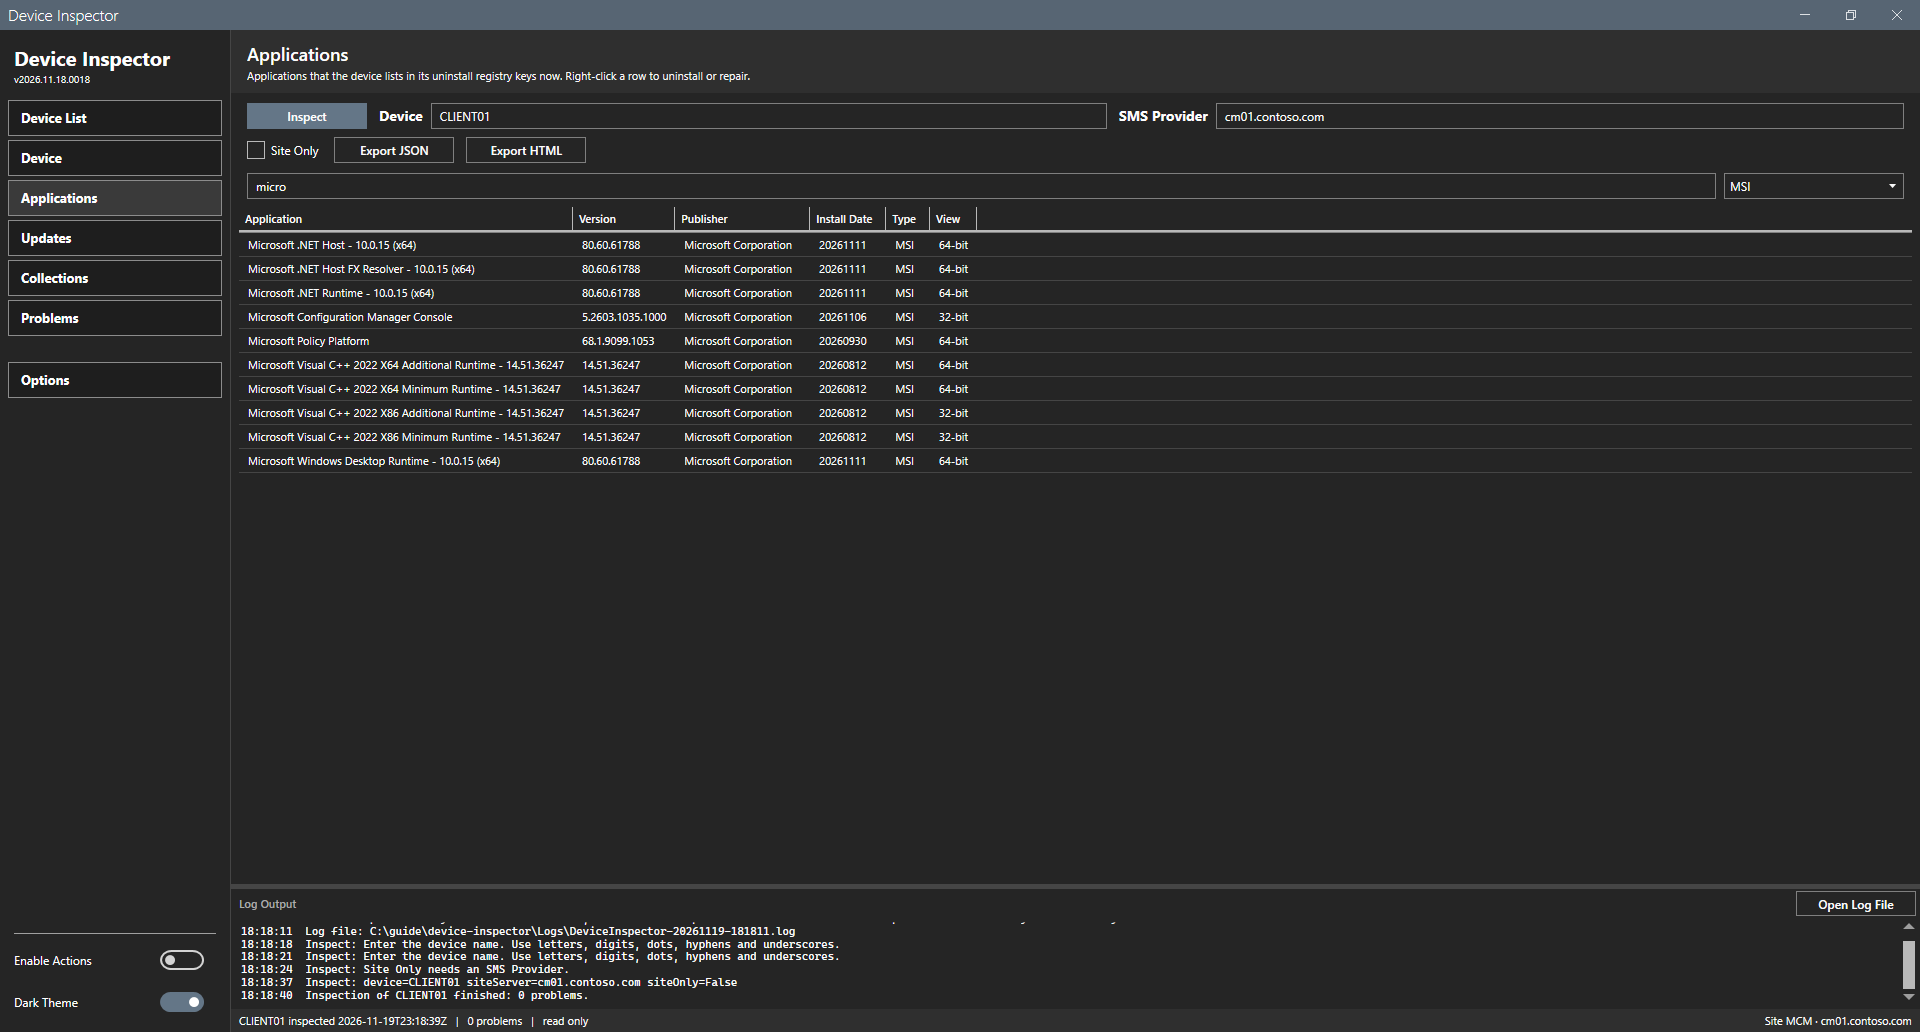 Device Inspector
Device Inspector
v2026.11.18.0018
Device List
Device
Applications
Updates
Collections
Problems
Options
Enable Actions
Dark Theme
Applications
Applications that the device lists in its uninstall registry keys now. Right-click a row to uninstall or repair.
Inspect Device CLIENT01 SMS Provider cm01.contoso.com
Site Only Export JSON Export HTML
micro MSI
Application Version Publisher Install Date Type View
Microsoft .NET Host - 10.0.15 (x64) 80.60.61788 Microsoft Corporation 20261111 MSI 64-bit
Microsoft .NET Host FX Resolver - 10.0.15 (x64) 80.60.61788 Microsoft Corporation 20261111 MSI 64-bit
Microsoft .NET Runtime - 10.0.15 (x64) 80.60.61788 Microsoft Corporation 20261111 MSI 64-bit
Microsoft Configuration Manager Console 5.2603.1035.1000 Microsoft Corporation 20261106 MSI 32-bit
Microsoft Policy Platform 68.1.9099.1053 Microsoft Corporation 20260930 MSI 64-bit
Microsoft Visual C++ 2022 X64 Additional Runtime - 14.51.36247 14.51.36247 Microsoft Corporation 20260812 MSI 64-bit
Microsoft Visual C++ 2022 X64 Minimum Runtime - 14.51.36247 14.51.36247 Microsoft Corporation 20260812 MSI 64-bit
Microsoft Visual C++ 2022 X86 Additional Runtime - 14.51.36247 14.51.36247 Microsoft Corporation 20260812 MSI 32-bit
Microsoft Visual C++ 2022 X86 Minimum Runtime - 14.51.36247 14.51.36247 Microsoft Corporation 20260812 MSI 32-bit
Microsoft Windows Desktop Runtime - 10.0.15 (x64) 80.60.61788 Microsoft Corporation 20261111 MSI 64-bit
Log Output Open Log File
18:18:11 Log file: C:\guide\device-inspector\Logs\DeviceInspector-20261119-181811.log
18:18:18 Inspect: Enter the device name. Use letters, digits, dots, hyphens and underscores.
18:18:21 Inspect: Enter the device name. Use letters, digits, dots, hyphens and underscores.
18:18:24 Inspect: Site Only needs an SMS Provider.
18:18:37 Inspect: device=CLIENT01 siteServer=cm01.contoso.com siteOnly=False
18:18:40 Inspection of CLIENT01 finished: 0 problems.
CLIENT01 inspected 2026-11-19T23:18:39Z | 0 problems | read only Site MCM · cm01.contoso.com